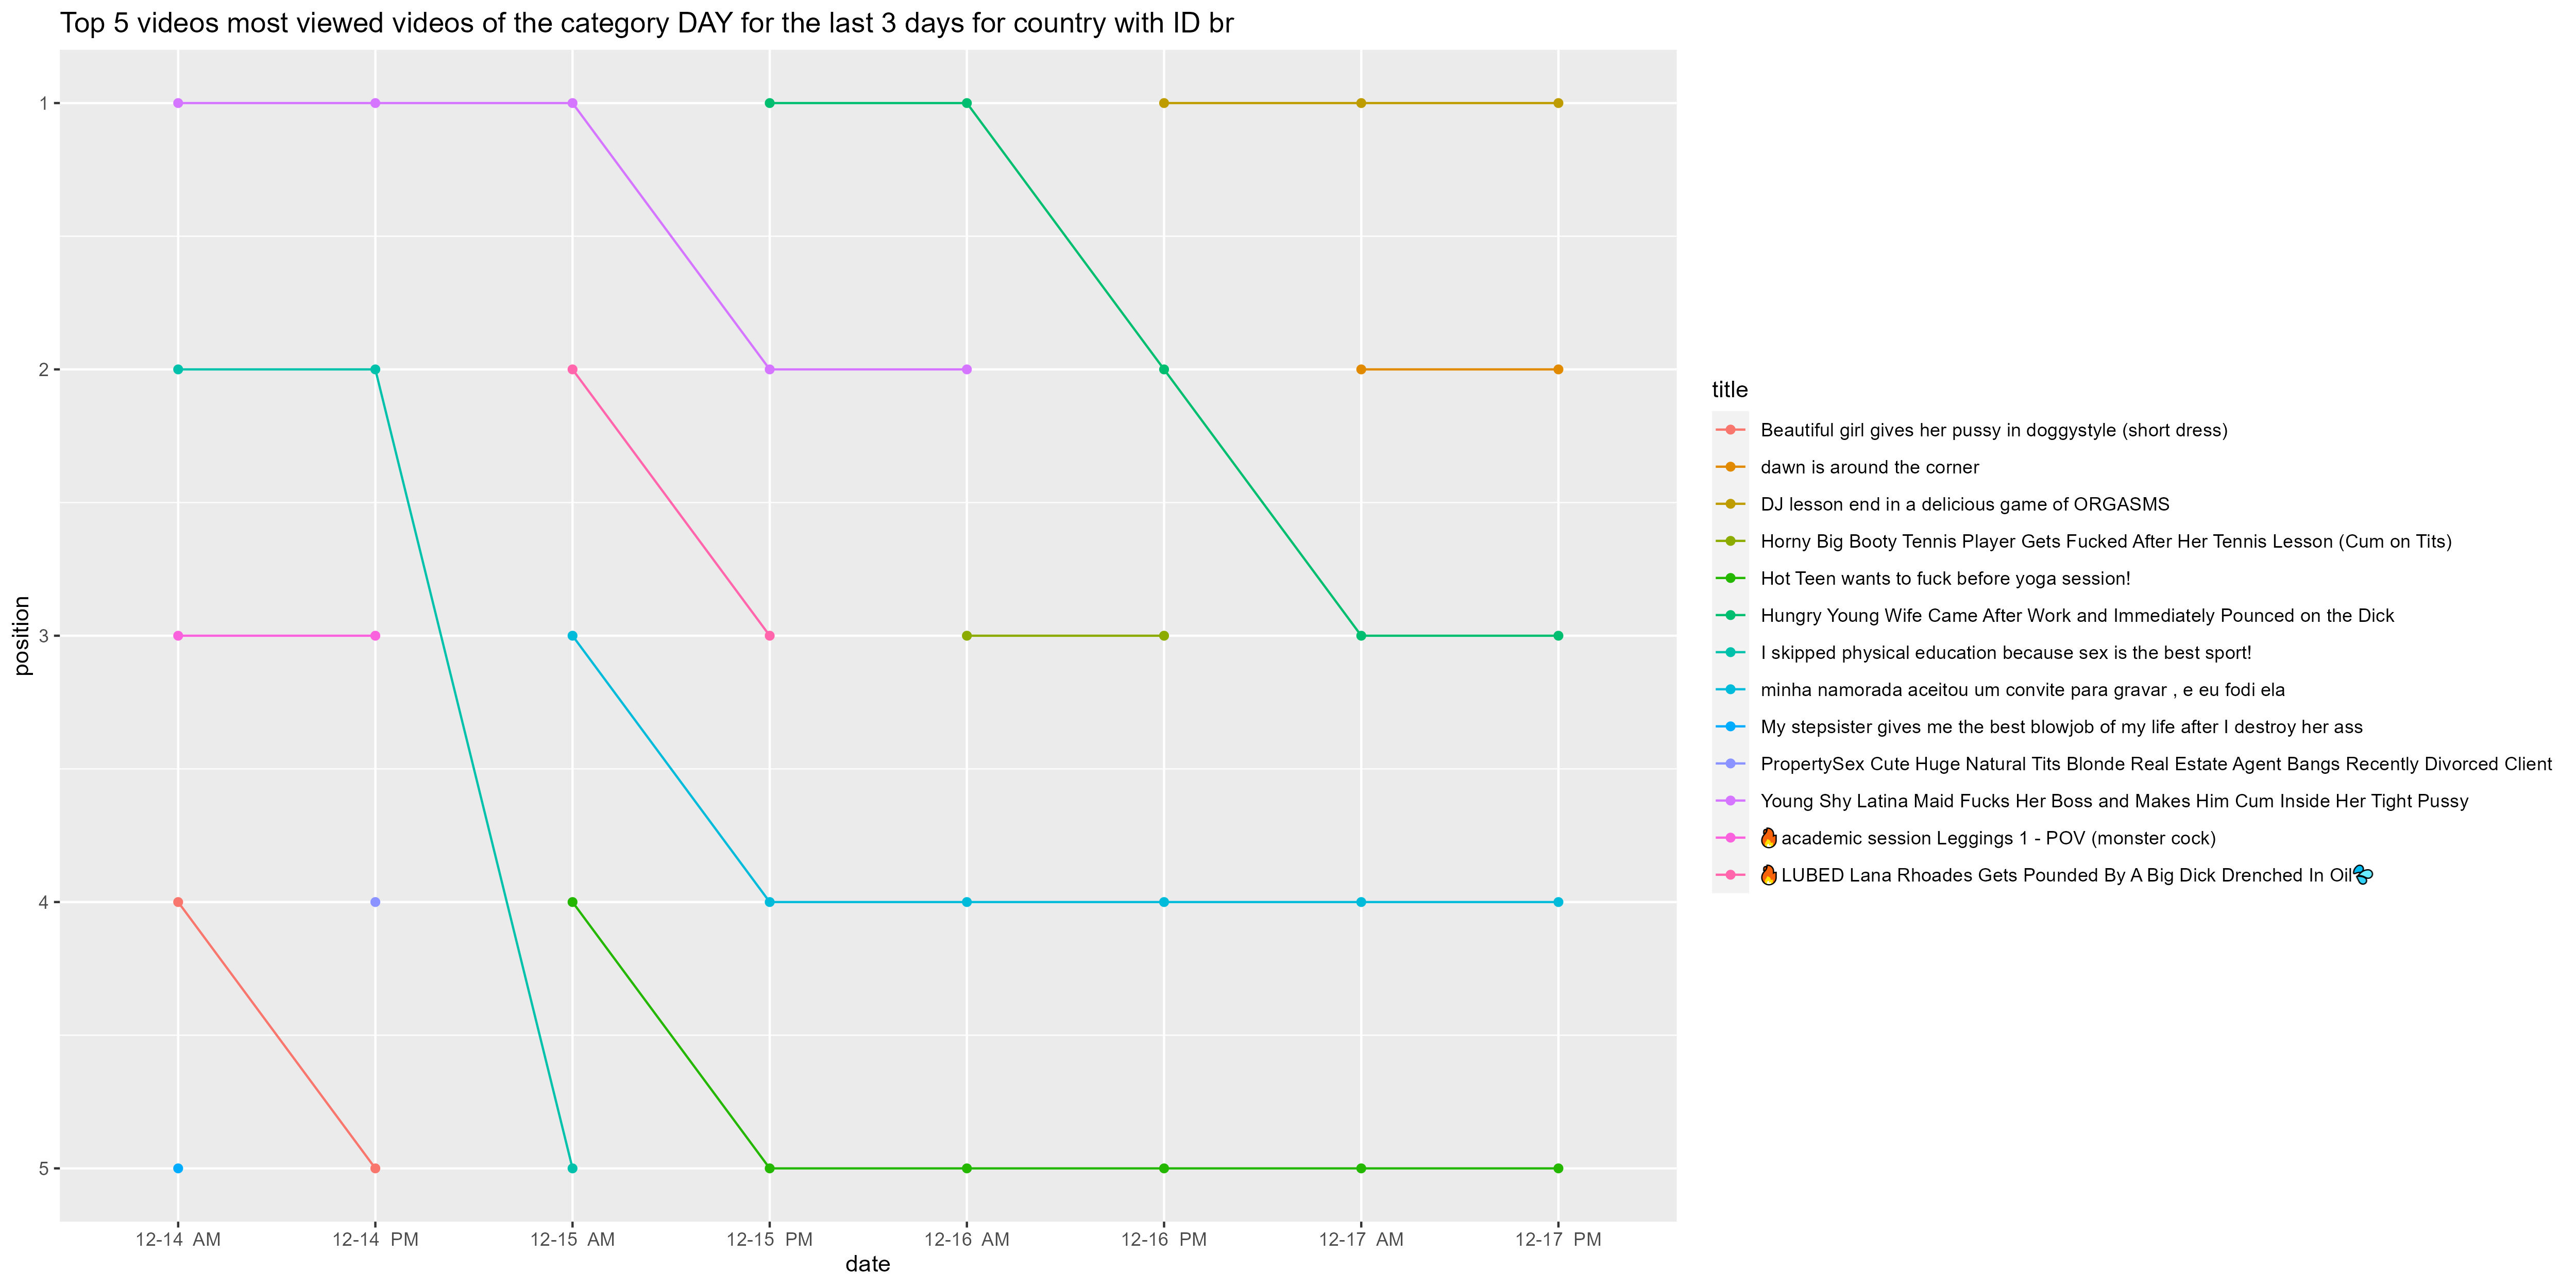 Top 5 videos most viewed videos of the category DAY for the last 3 days for country with ID br
position
1
2
3
4
5
12-14 AM
12-14 PM
12-15 AM
12-15 PM
12-16 AM
12-16 PM
12-17 AM
12-17 PM
date
title
Beautiful girl gives her pussy in doggystyle (short dress)
dawn is around the corner
DJ lesson end in a delicious game of ORGASMS
Horny Big Booty Tennis Player Gets Fucked After Her Tennis Lesson (Cum on Tits)
Hot Teen wants to fuck before yoga session!
Hungry Young Wife Came After Work and Immediately Pounced on the Dick
I skipped physical education because sex is the best sport!
minha namorada aceitou um convite para gravar , e eu fodi ela
My stepsister gives me the best blowjob of my life after I destroy her ass
PropertySex Cute Huge Natural Tits Blonde Real Estate Agent Bangs Recently Divorced Client
Young Shy Latina Maid Fucks Her Boss and Makes Him Cum Inside Her Tight Pussy
🔥 academic session Leggings 1 - POV (monster cock)
🔥 LUBED Lana Rhoades Gets Pounded By A Big Dick Drenched In Oil💦